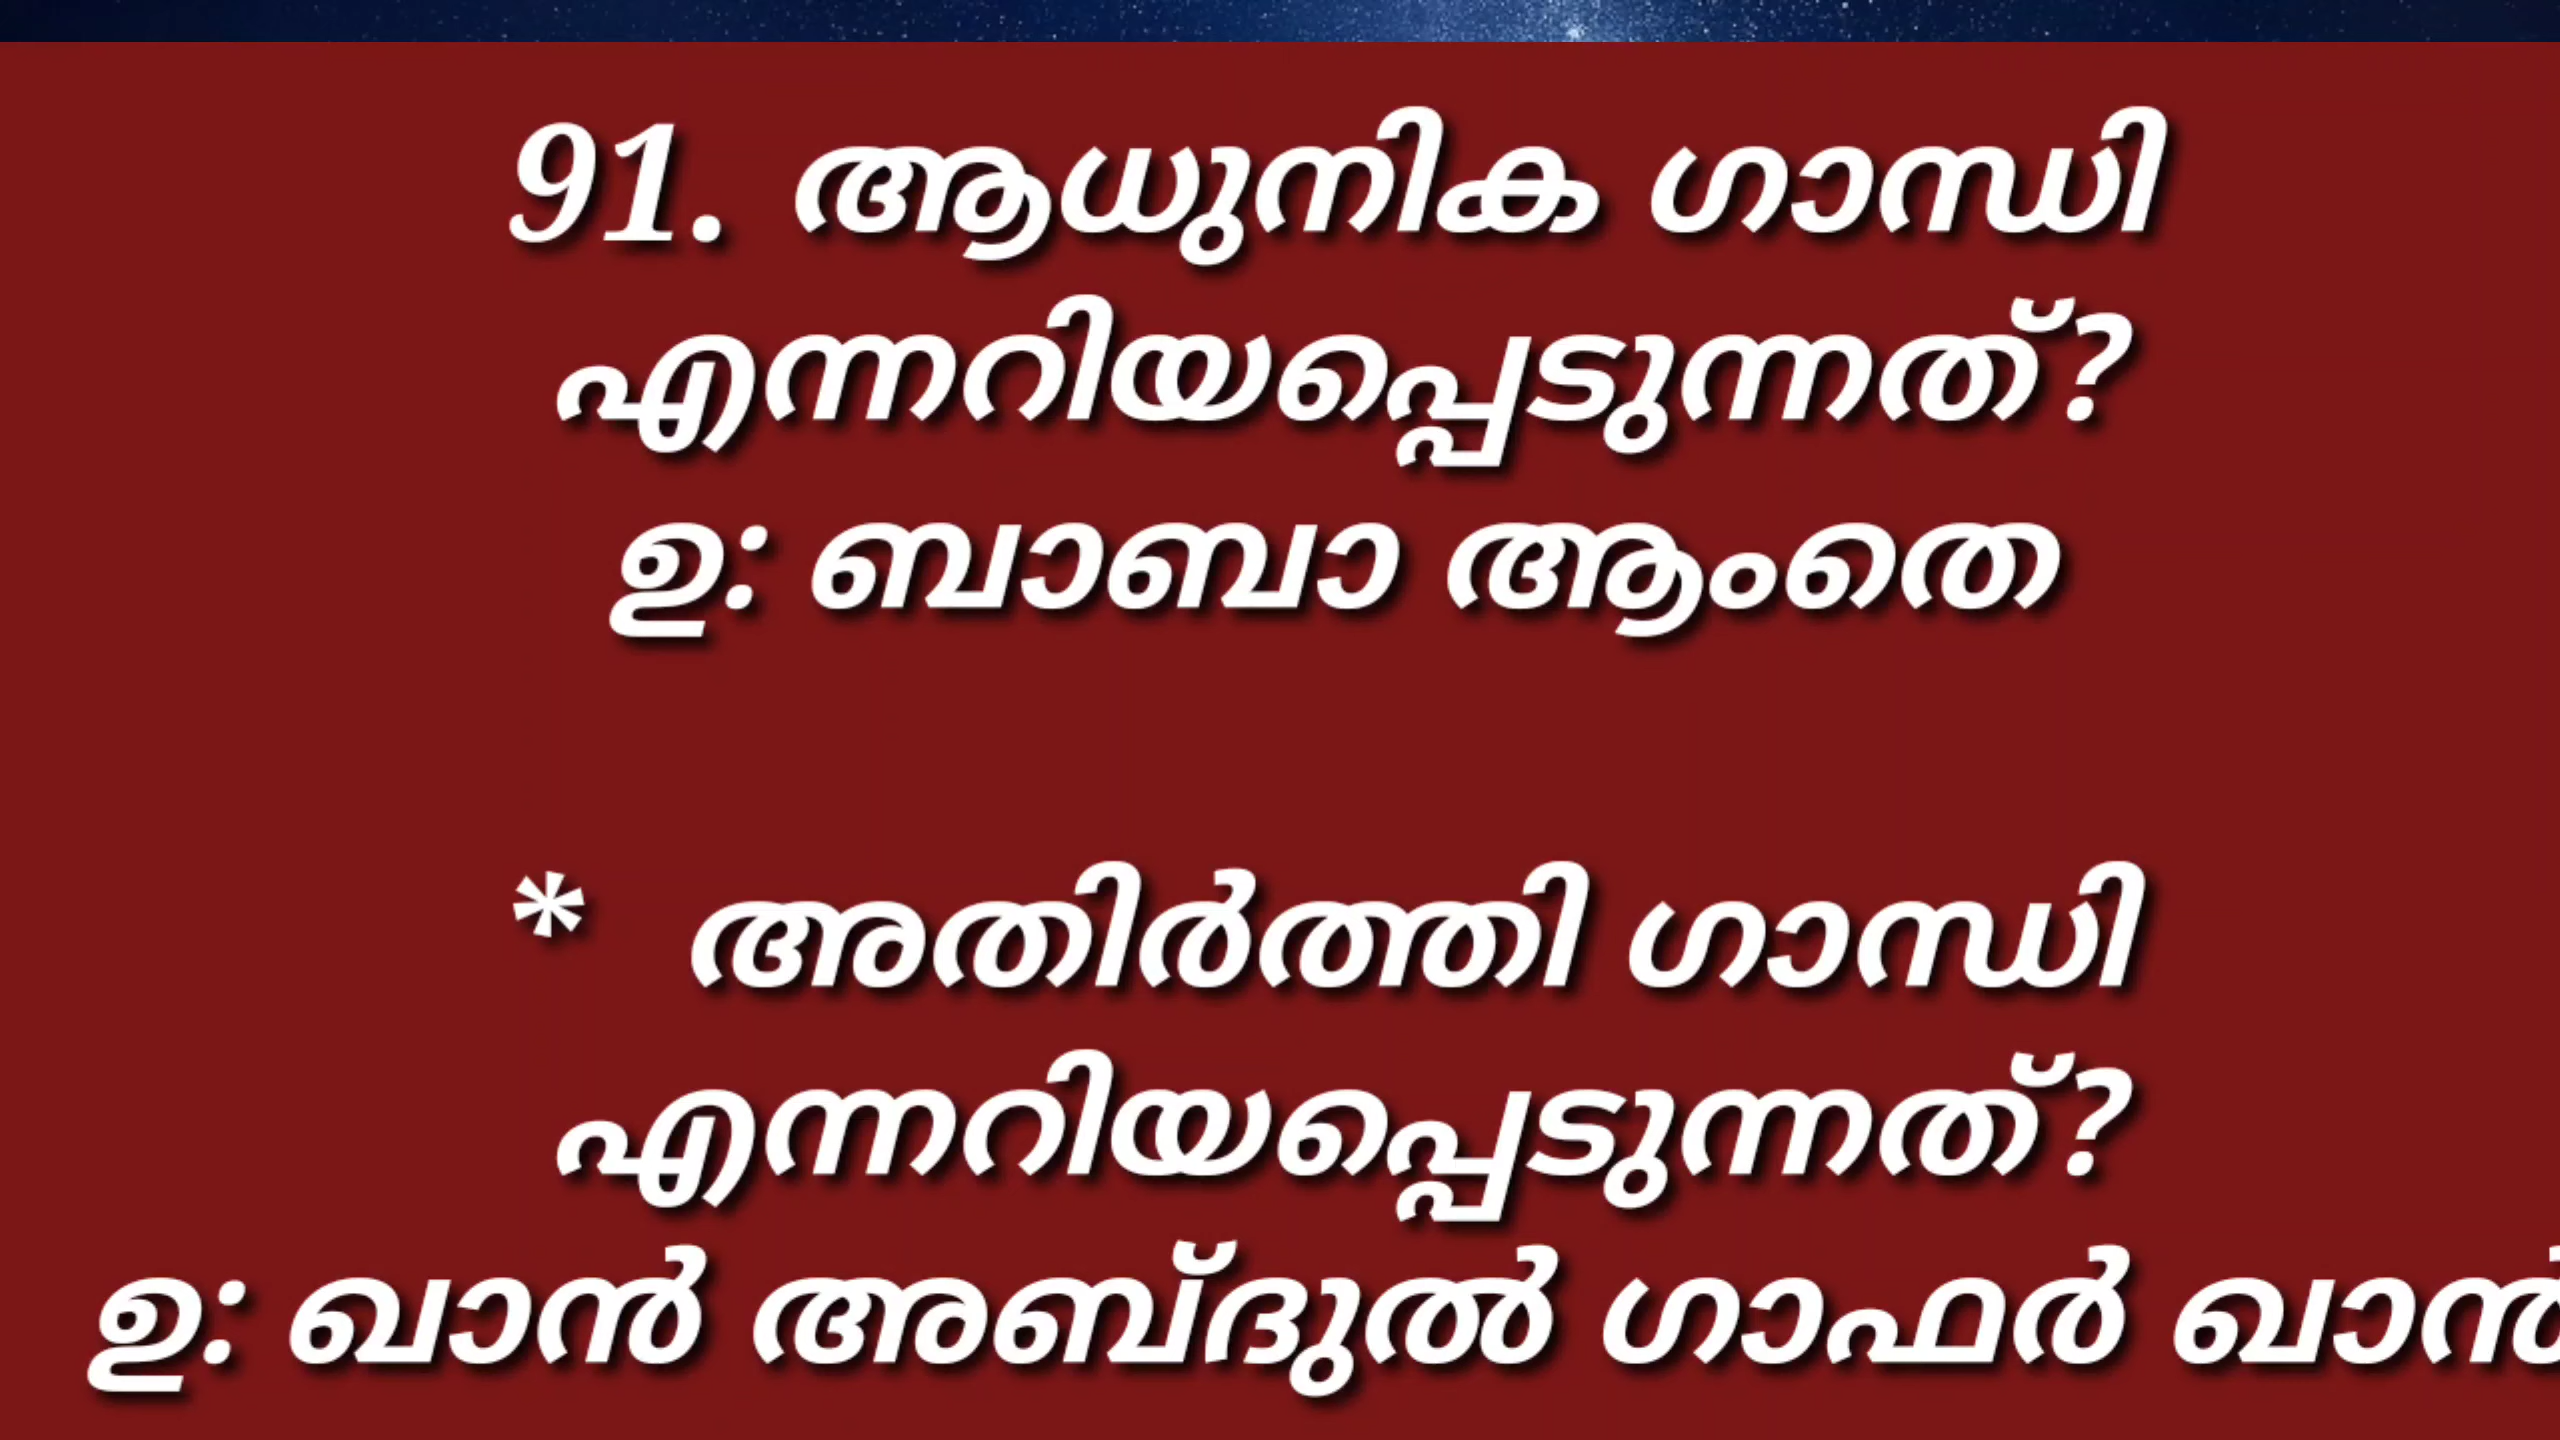 91. ആധുനിക ഗാന്ധി
എന്നറിയപ്പെടുന്നത്?
ഉ: ബാബാ ആംതെ
* അതിർത്തി ഗാന്ധി
എന്നറിയപ്പെടുന്നത്?
ഉ: ഖാൻ അബ്ദുൽ ഗാഫർ ഖാൻ